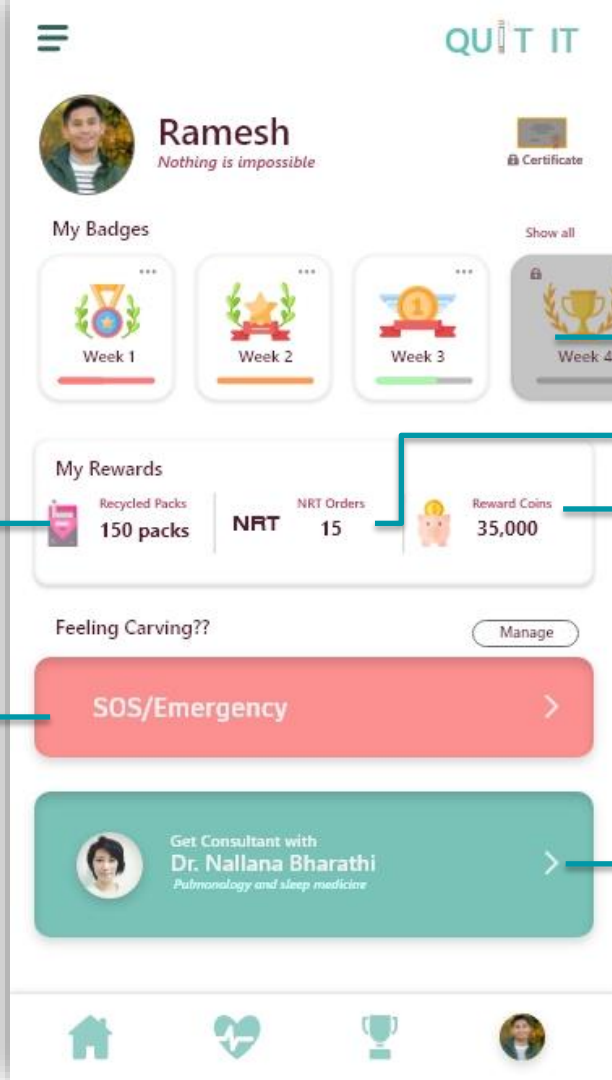 QUIT IT
Ramesh
Nothing is impossible
Certificate
My Badges
Show all
Week 1
Week 2
Week 3
Week 4
1
My Rewards
Recycled Packs
150 packs
NRT
NRT Orders
15
Reward Coins
35,000
Feeling Carving??
Manage
SOS/Emergency
Get Consultant with
Dr. Nallana Bharathi
Pulmonology and sleep medicine